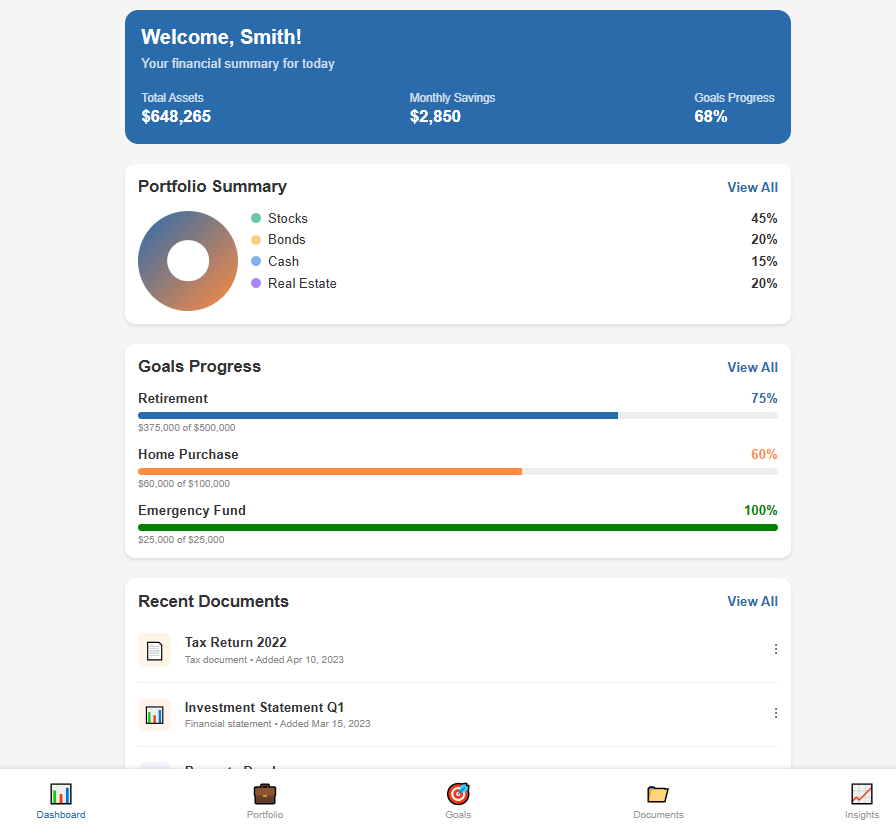 Welcome, Smith!
Your financial summary for today
Total Assets
$648,265
Monthly Savings
$2,850
Goals Progress
68%
Portfolio Summary
View All
Stocks 45%
Bonds 20%
Cash 15%
Real Estate 20%
Goals Progress
View All
Retirement 75%
$375,000 of $500,000
Home Purchase 60%
$60,000 of $100,000
Emergency Fund 100%
$25,000 of $25,000
Recent Documents
View All
Tax Return 2022
Tax document • Added Apr 10, 2023
Investment Statement Q1
Financial statement • Added Mar 15, 2023
Dashboard
Portfolio
Goals
Documents
Insights